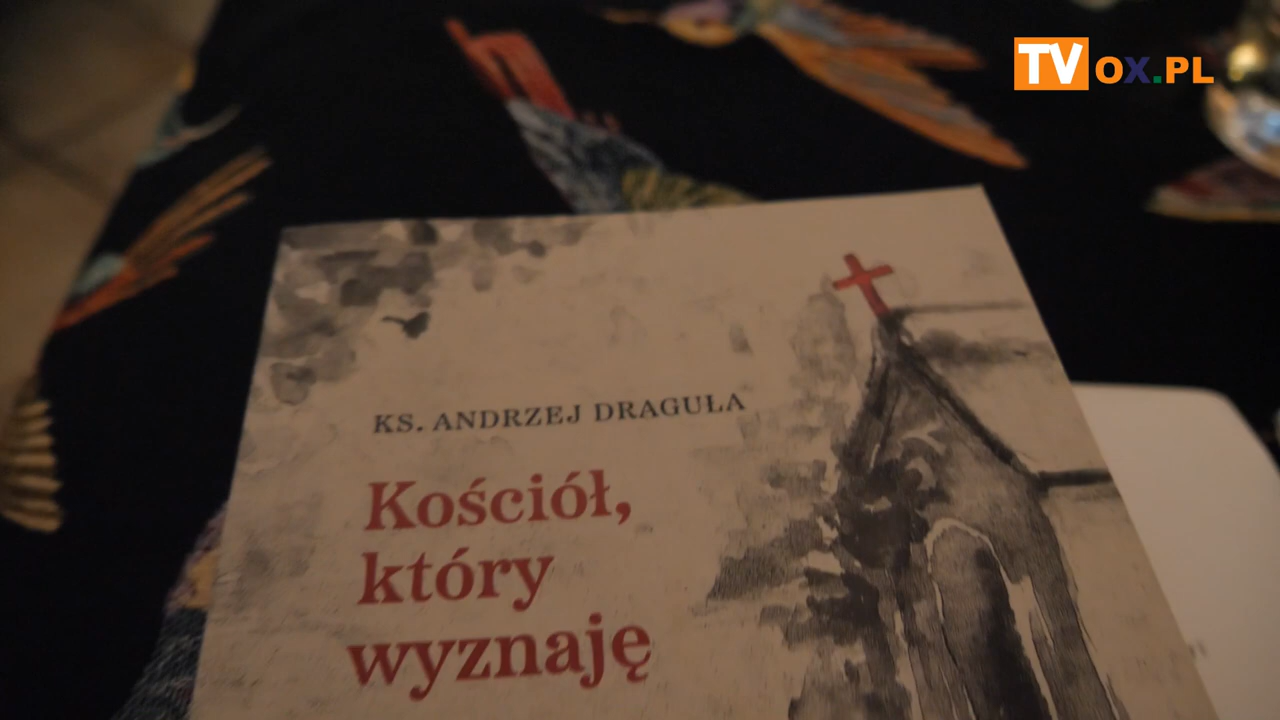 TVOX.PL
KS. ANDRZEJ DRAGUŁA
Kościół,
który
wyznaję